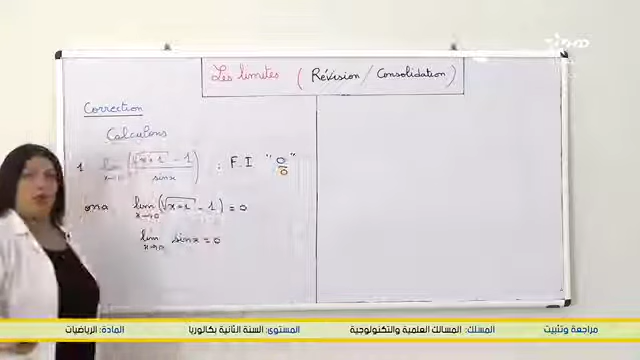 Les limites ( Révision / Consolidation )
Correction
Calculons
1 lim x→0 (√x+1 - 1 / sinx) : F.I "0/0"
ona lim x→0 (√x+1 - 1) = 0
lim x→0 sinx = 0
مراجعة وتثبيت المسلك: المسالك العلمية والتكنولوجية المستوى: السنة الثانية بكالوريا المادة: الرياضيات